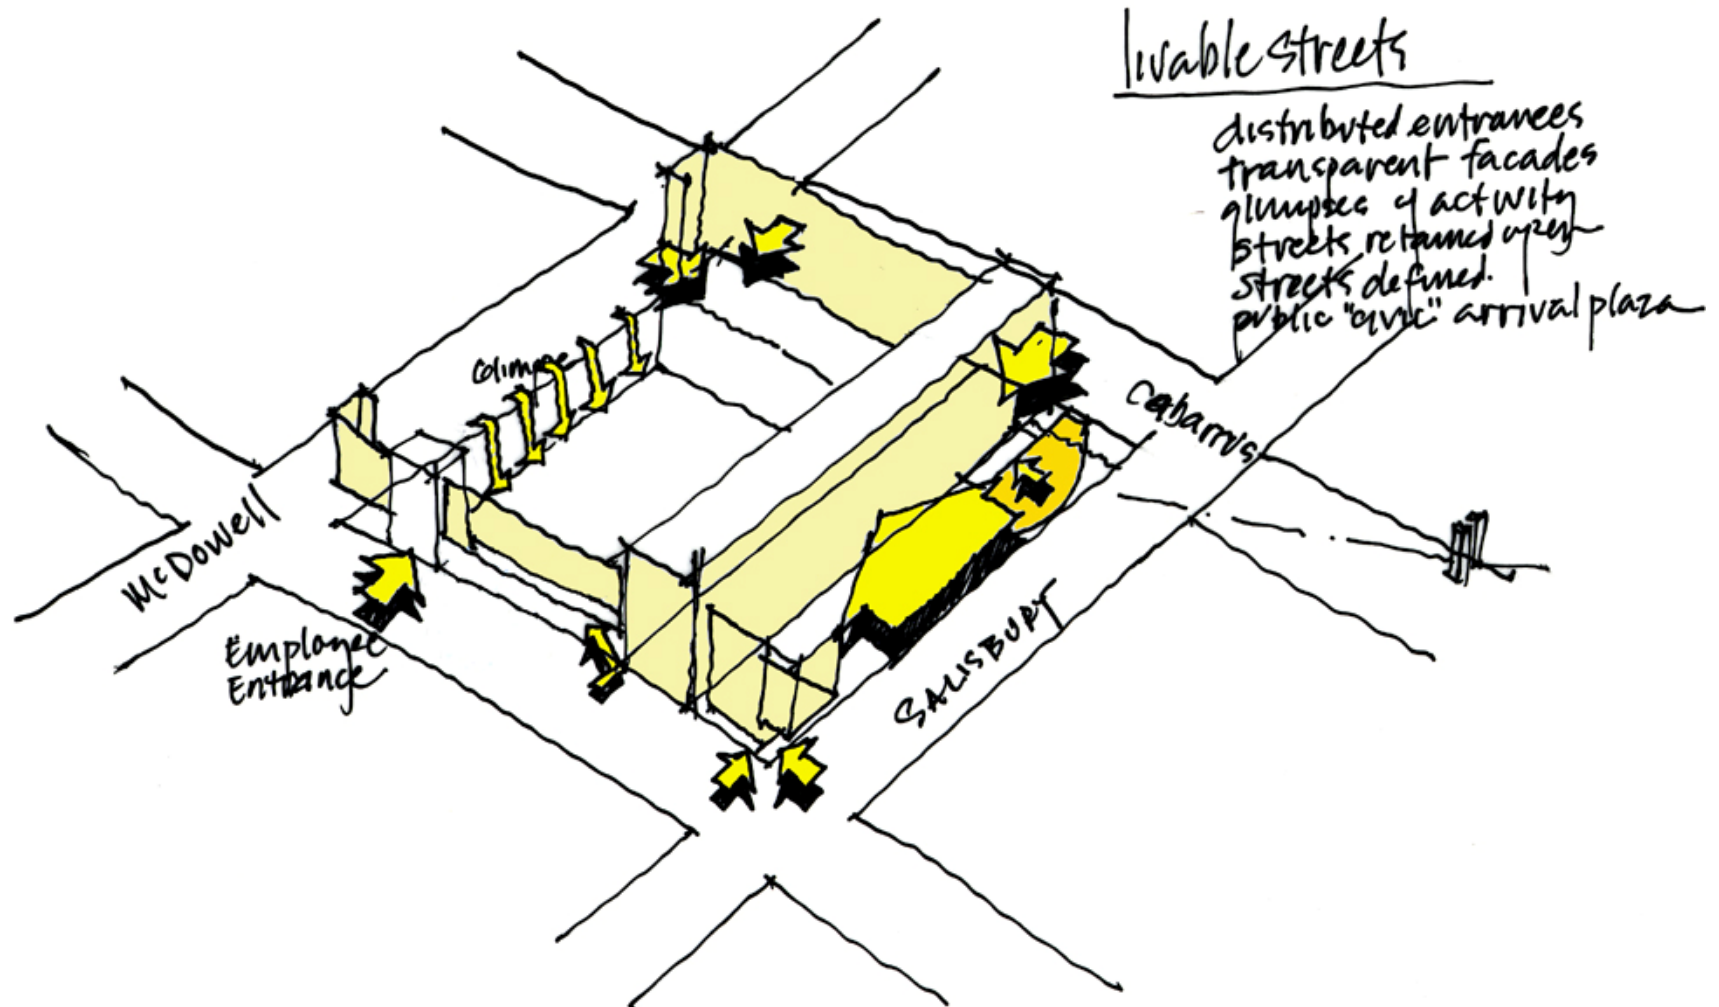 livable streets
distributed entrances
transparent facades
glimpses of activity
streets retained open
streets defined.
public "civic" arrival plaza
Cabarrus
McDowell
SALISBURY
Employee
Entrance